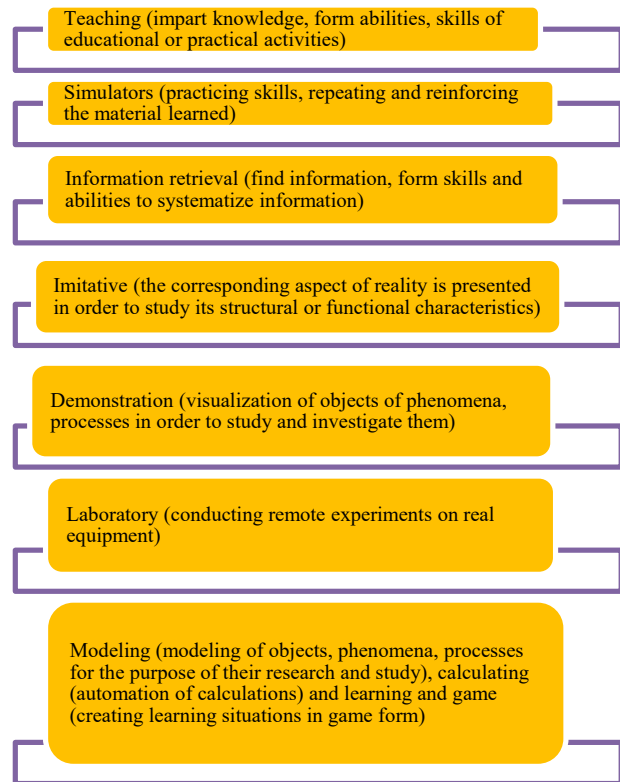 Teaching (impart knowledge, form abilities, skills of
educational or practical activities)
Simulators (practicing skills, repeating and reinforcing
the material learned)
Information retrieval (find information, form skills and
abilities to systematize information)
Imitative (the corresponding aspect of reality is presented
in order to study its structural or functional characteristics)
Demonstration (visualization of objects of phenomena,
processes in order to study and investigate them)
Laboratory (conducting remote experiments on real
equipment)
Modeling (modeling of objects, phenomena, processes
for the purpose of their research and study), calculating
(automation of calculations) and learning and game
(creating learning situations in game form)